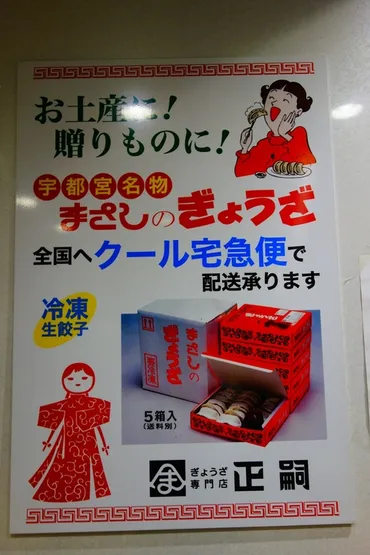 お土産に!
贈りものに!
宇都宮名物
まさしのぎょうざ
全国へクール宅急便で
配送承ります
冷凍
生餃子
まさしの
ぎょうざ
5箱入
(送料別)
ぎょうざ
専門店
正嗣